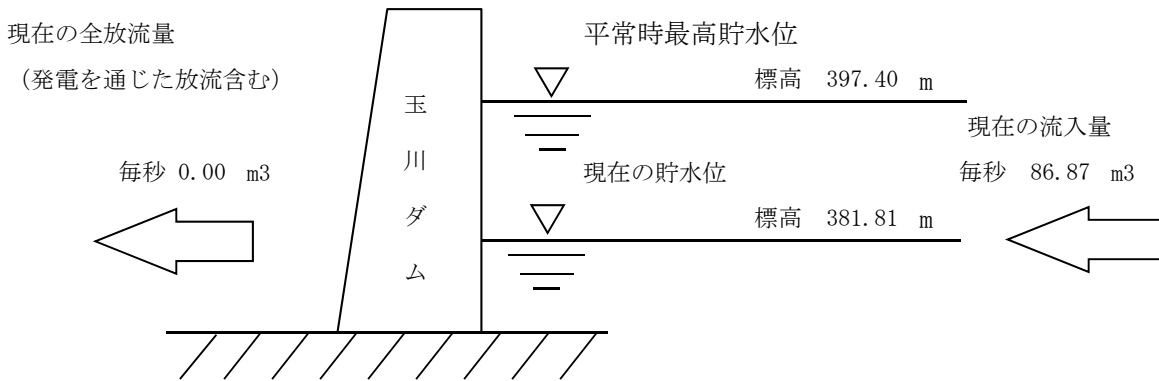 現在の全放流量
(発電を通じた放流含む)
毎秒 0.00 m3
玉川ダム
平常時最高貯水位
標高 397.40 m
現在の貯水位
標高 381.81 m
現在の流入量
毎秒 86.87 m3